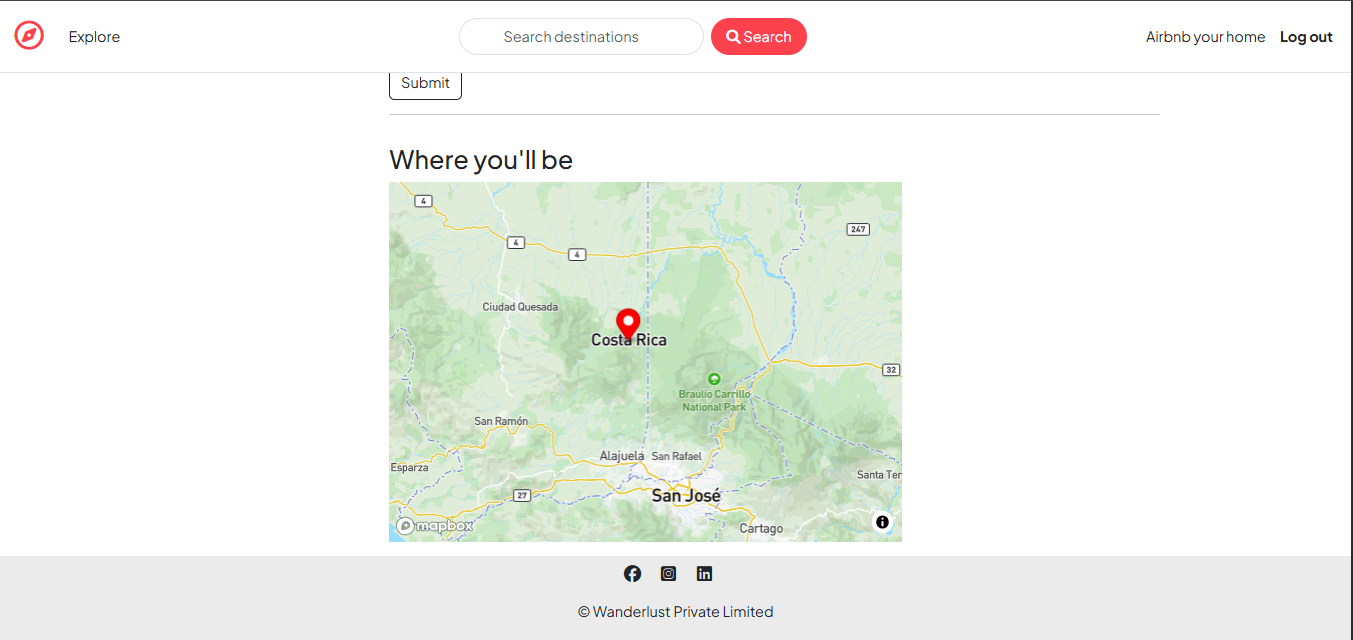 Explore
Search destinations
Search
Airbnb your home
Log out
Submit
Where you'll be
4
247
4
4
Ciudad Quesada
Costa Rica
32
Braulio Carrillo
National Park
San Ramón
Alajuela
San Rafael
Esparza
Santa Ter
27
San José
mapbox
Cartago
© Wanderlust Private Limited